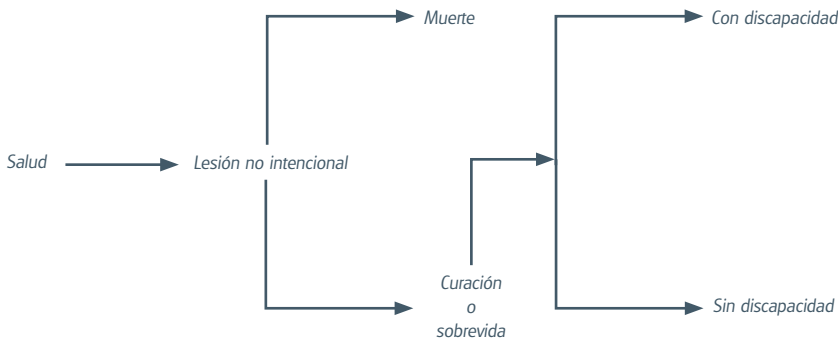 Muerte
Con discapacidad
Salud
Lesión no intencional
Curación
o
sobrevida
Sin discapacidad